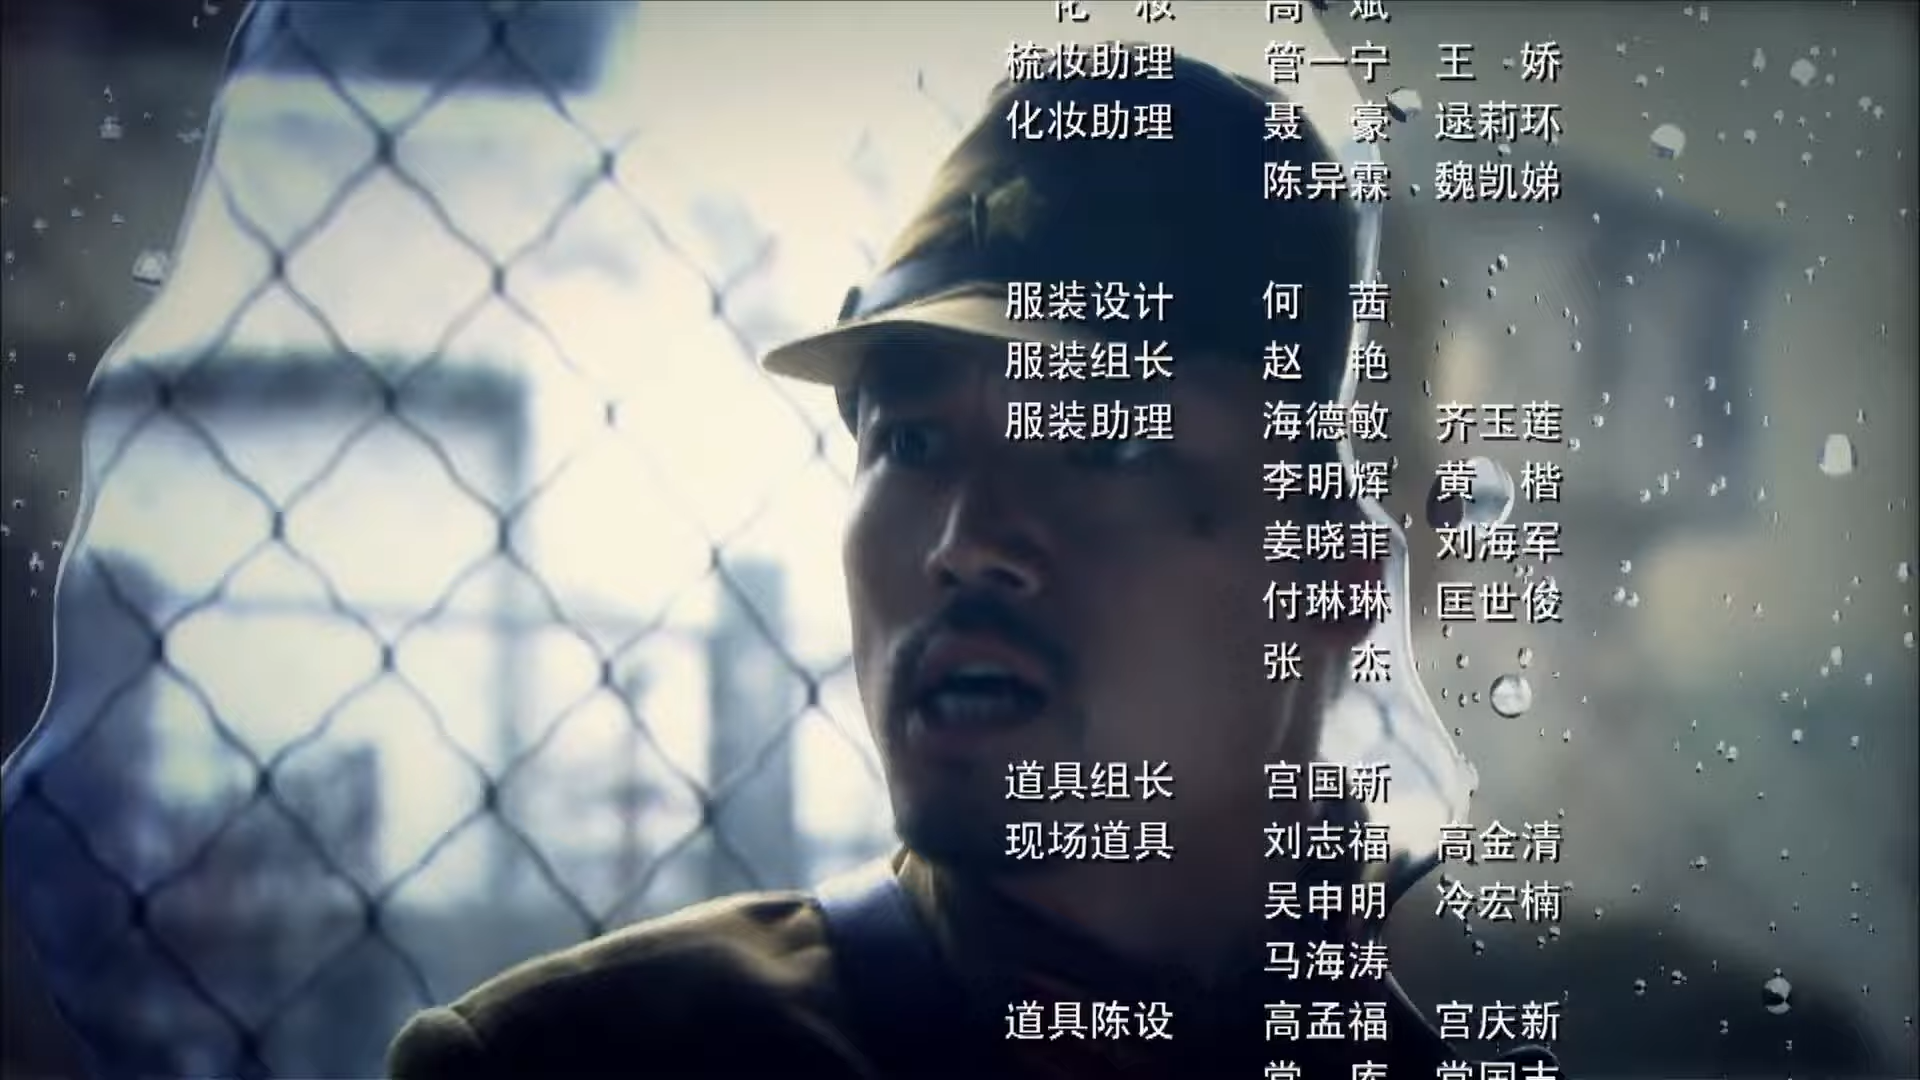 化　妆　　高　斌
梳妆助理　　管一宁　王　娇
化妆助理　　聂　豪　逯莉环
陈异霖　魏凯娣
服装设计　　何　茜
服装组长　　赵　艳
服装助理　　海德敏　齐玉莲
李明辉　黄　楷
姜晓菲　刘海军
付琳琳　匡世俊
张　杰
道具组长　　宫国新
现场道具　　刘志福　高金清
吴申明　冷宏楠
马海涛
道具陈设　　高孟福　宫庆新